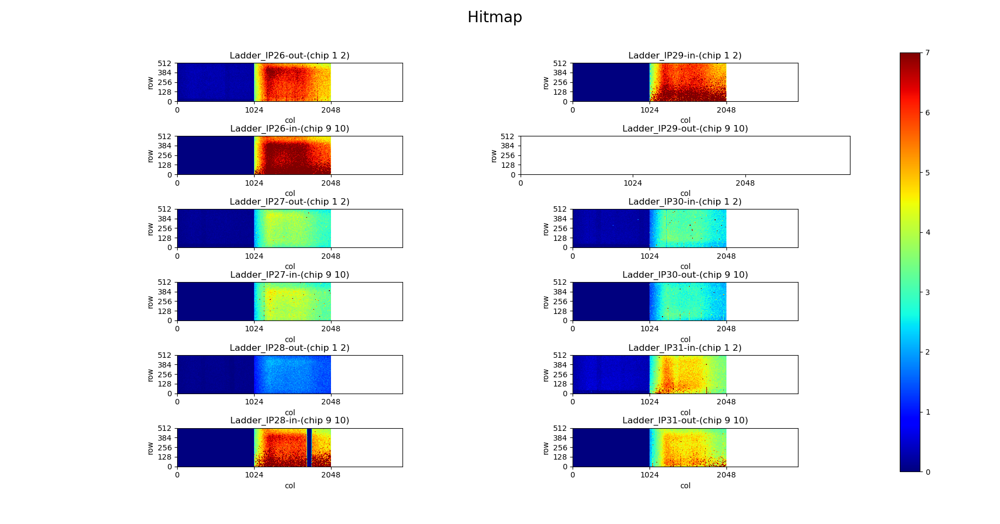 Hitmap
Ladder_IP26-out-(chip 1 2)
512
384
256
128
0
row
0 1024 2048
col
Ladder_IP26-in-(chip 9 10)
512
384
256
128
0
row
0 1024 2048
col
Ladder_IP27-out-(chip 1 2)
512
384
256
128
0
row
0 1024 2048
col
Ladder_IP27-in-(chip 9 10)
512
384
256
128
0
row
0 1024 2048
col
Ladder_IP28-out-(chip 1 2)
512
384
256
128
0
row
0 1024 2048
col
Ladder_IP28-in-(chip 9 10)
512
384
256
128
0
row
0 1024 2048
col
Ladder_IP29-in-(chip 1 2)
512
384
256
128
0
row
0 1024 2048
col
Ladder_IP29-out-(chip 9 10)
512
384
256
128
0
row
0 1024 2048
col
Ladder_IP30-in-(chip 1 2)
512
384
256
128
0
row
0 1024 2048
col
Ladder_IP30-out-(chip 9 10)
512
384
256
128
0
row
0 1024 2048
col
Ladder_IP31-in-(chip 1 2)
512
384
256
128
0
row
0 1024 2048
col
Ladder_IP31-out-(chip 9 10)
512
384
256
128
0
row
0 1024 2048
col
7
6
5
4
3
2
1
0